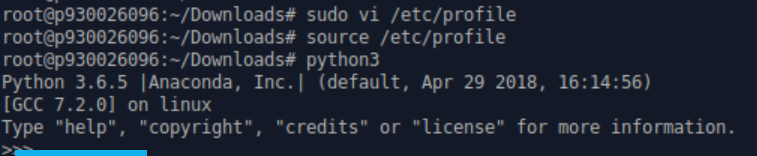 root@p930026096:~/Downloads# sudo vi /etc/profile
root@p930026096:~/Downloads# source /etc/profile
root@p930026096:~/Downloads# python3
Python 3.6.5 |Anaconda, Inc.| (default, Apr 29 2018, 16:14:56)
[GCC 7.2.0] on linux
Type "help", "copyright", "credits" or "license" for more information.
>>>